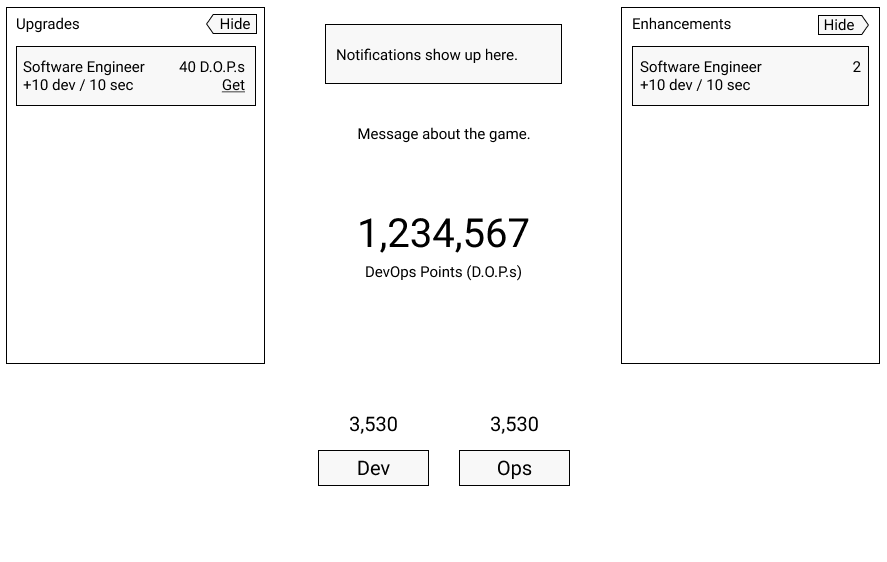 Upgrades
Hide
Software Engineer 40 D.O.P.s
+10 dev / 10 sec Get
Notifications show up here.
Message about the game.
1,234,567
DevOps Points (D.O.P.s)
3,530 3,530
Dev Ops
Enhancements
Hide
Software Engineer 2
+10 dev / 10 sec